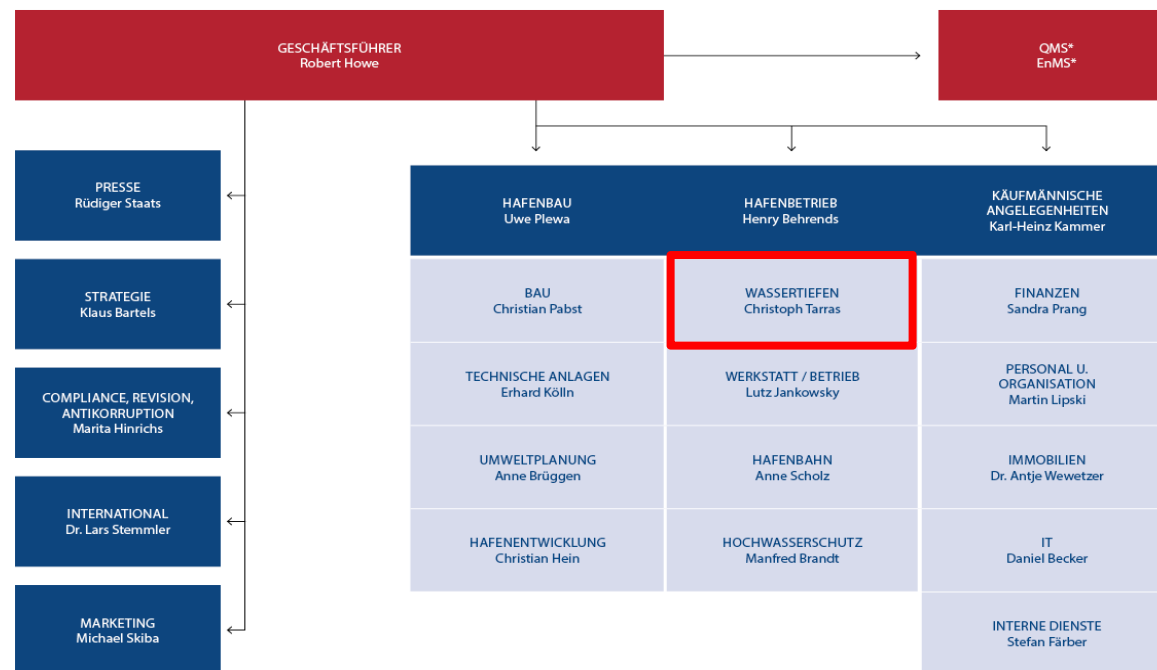 GESCHÄFTSFÜHRER
Robert Howe
QMS*
EnMS*
PRESSE
Rüdiger Staats
STRATEGIE
Klaus Bartels
COMPLIANCE, REVISION,
ANTIKORRUPTION
Marita Hinrichs
INTERNATIONAL
Dr. Lars Stemmler
MARKETING
Michael Skiba
HAFENBAU
Uwe Plewa
BAU
Christian Pabst
TECHNISCHE ANLAGEN
Erhard Kölln
UMWELTPLANUNG
Anne Brüggen
HAFENENTWICKLUNG
Christian Hein
HAFENBETRIEB
Henry Behrends
WASSERTIEFEN
Christoph Tarras
WERKSTATT / BETRIEB
Lutz Jankowsky
HAFENBAHN
Anne Scholz
HOCHWASSERSCHUTZ
Manfred Brandt
KÄUFMÄNNISCHE
ANGELEGENHEITEN
Karl-Heinz Kammer
FINANZEN
Sandra Prang
PERSONAL U.
ORGANISATION
Martin Lipski
IMMOBILIEN
Dr. Antje Wewetzer
IT
Daniel Becker
INTERNE DIENSTE
Stefan Färber